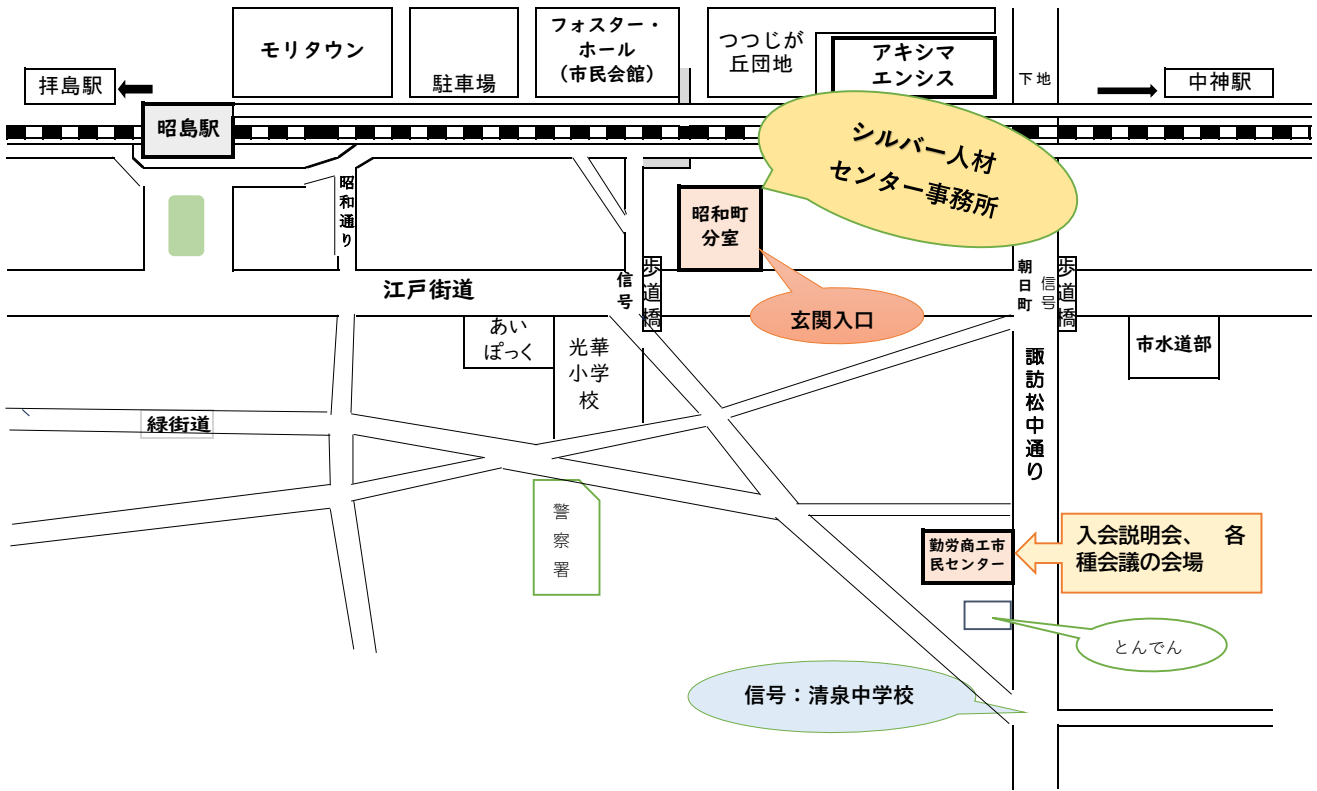 モリタウン
駐車場
フォスター・
ホール
（市民会館）
つつじが
丘団地
アキシマ
エンシス
下地
拝島駅
中神駅
昭島駅
シルバー人材
センター事務所
昭和通り
昭和町
分室
江戸街道
信号
歩道橋
玄関入口
朝日町
信号
歩道橋
あい
ぽっく
光華
小学
校
市水道部
諏訪松中通り
緑街道
警察署
勤労商工市
民センター
入会説明会、　各
種会議の会場
とんでん
信号：清泉中学校